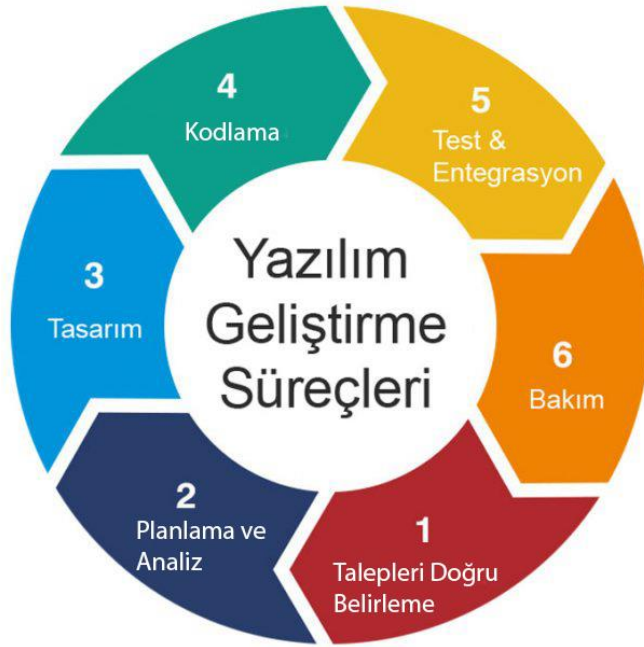 Yazılım
Geliştirme
Süreçleri
1
Talepleri Doğru
Belirleme
2
Planlama ve
Analiz
3
Tasarım
4
Kodlama
5
Test &
Entegrasyon
6
Bakım